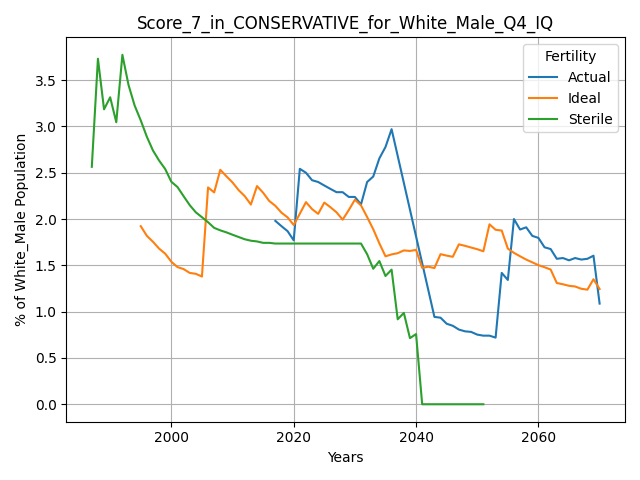 Score_7_in_CONSERVATIVE_for_White_Male_Q4_IQ
Fertility
Actual
Ideal
Sterile
% of White_Male Population
3.5
3.0
2.5
2.0
1.5
1.0
0.5
0.0
2000 2020 2040 2060
Years